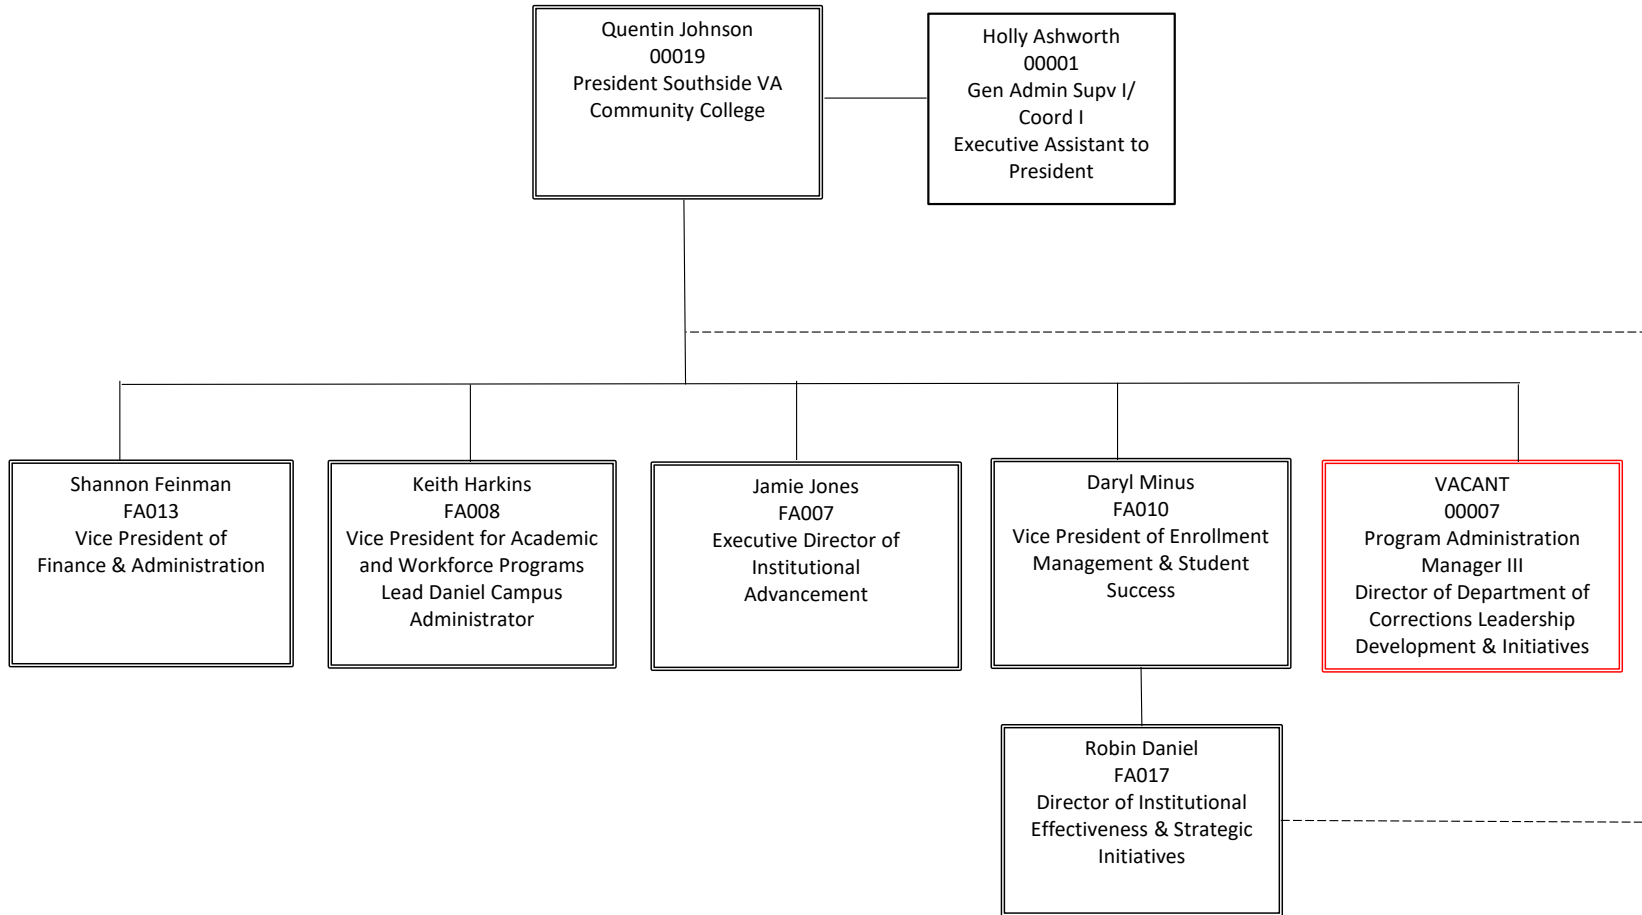 Quentin Johnson
00019
President Southside VA
Community College
Holly Ashworth
00001
Gen Admin Supv I/
Coord I
Executive Assistant to
President
Shannon Feinman
FA013
Vice President of
Finance & Administration
Keith Harkins
FA008
Vice President for Academic
and Workforce Programs
Lead Daniel Campus
Administrator
Jamie Jones
FA007
Executive Director of
Institutional
Advancement
Daryl Minus
FA010
Vice President of Enrollment
Management & Student
Success
VACANT
00007
Program Administration
Manager III
Director of Department of
Corrections Leadership
Development & Initiatives
Robin Daniel
FA017
Director of Institutional
Effectiveness & Strategic
Initiatives